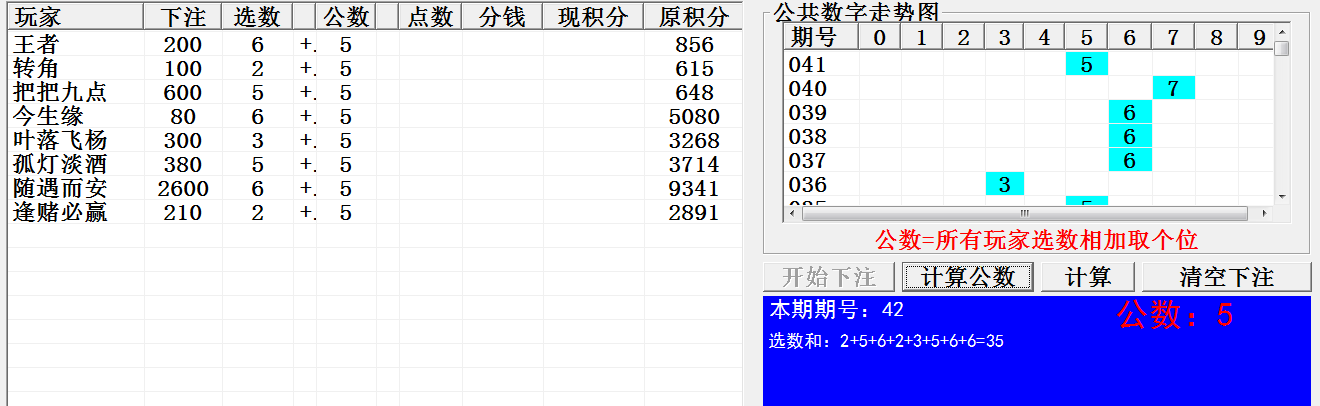 玩家 下注 选数 公数 点数 分钱 现积分 原积分
王者 200 6 +. 5 856
转角 100 2 +. 5 615
把把九点 600 5 +. 5 648
今生缘 80 6 +. 5 5080
叶落飞杨 300 3 +. 5 3268
孤灯淡酒 380 5 +. 5 3714
随遇而安 2600 6 +. 5 9341
逢赌必赢 210 2 +. 5 2891
公共数字走势图
期号 0 1 2 3 4 5 6 7 8 9
041 5
040 7
039 6
038 6
037 6
036 3
035 5
公数=所有玩家选数相加取个位
开始下注 计算公数 计算 清空下注
本期期号：42 公数：5
选数和：2+5+6+2+3+5+6+6=35